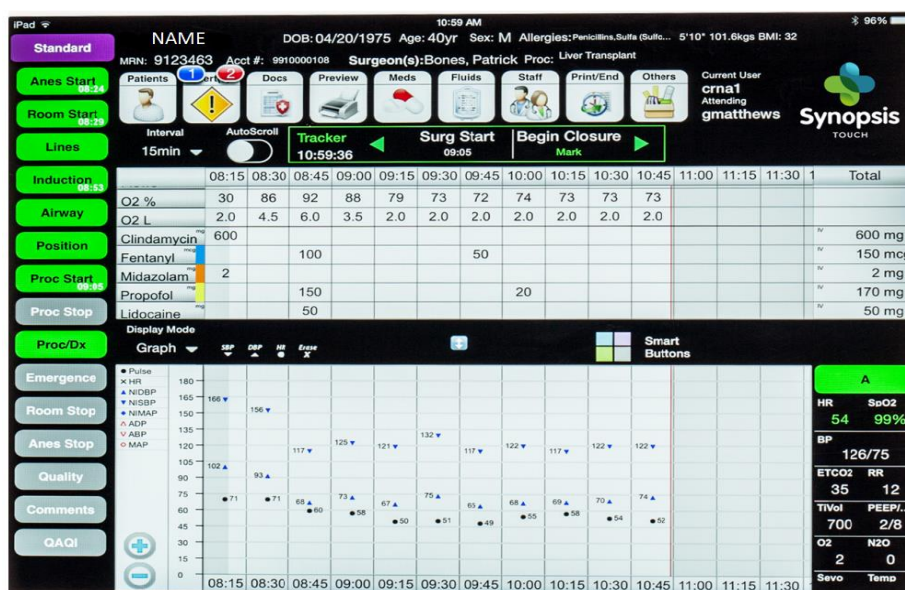 iPad 10:59 AM 96%
Standard
NAME DOB: 04/20/1975 Age: 40yr Sex: M Allergies: Penicillins,Sulfa (Sulfo... 5'10" 101.6kgs BMI: 32
MRN: 9123463 Acct #: 9910000108 Surgeon(s): Bones, Patrick Proc: Liver Transplant
Anes Start 08:24
Room Start 08:29
Lines
Induction 08:53
Airway
Position
Proc Start 09:05
Proc Stop
Proc/Dx
Emergence
Room Stop
Anes Stop
Quality
Comments
QAQI
Patients 1 2 Docs Preview Meds Fluids Staff Print/End Others
Current User
crna1
Attending
gmatthews
Synopsis
TOUCH
Interval AutoScroll
15min
Tracker Surg Start Begin Closure
10:59:36 09:05 Mark
08:15 08:30 08:45 09:00 09:15 09:30 09:45 10:00 10:15 10:30 10:45 11:00 11:15 11:30 1 Total
O2 % 30 86 92 88 79 73 72 74 73 73 73
O2 L 2.0 4.5 6.0 3.5 2.0 2.0 2.0 2.0 2.0 2.0 2.0
Clindamycin mg 600 IV 600 mg
Fentanyl mcg 100 50 IV 150 mcg
Midazolam mg 2 IV 2 mg
Propofol mg 150 20 IV 170 mg
Lidocaine mg 50 IV 50 mg
Display Mode
Graph SBP DBP HR Erase X
Smart
Buttons
Pulse
HR
NIDBP
NISBP
NIMAP
ADP
ABP
MAP
180
165
150
135
120
105
90
75
60
45
30
15
0
166 156 117 125 121 132 117 122 117 122 122
102 93 68 73 67 75 65 68 69 70 74
71 71 60 58 50 51 49 55 58 54 52
08:15 08:30 08:45 09:00 09:15 09:30 09:45 10:00 10:15 10:30 10:45 11:00 11:15 11:30 1
A
HR SpO2
54 99%
BP
126/75
ETCO2 RR
35 12
TiVol PEEP/..
700 2/8
O2 N2O
2 0
Sevo Temp